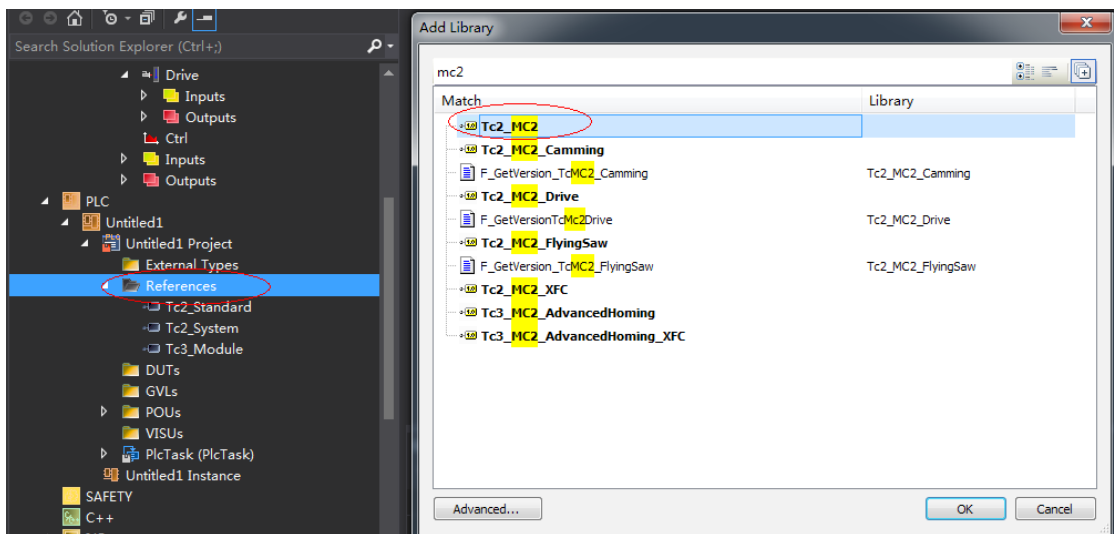 Search Solution Explorer (Ctrl+;)
Drive
Inputs
Outputs
Ctrl
Inputs
Outputs
PLC
Untitled1
Untitled1 Project
External Types
References
Tc2_Standard
Tc2_System
Tc3_Module
DUTs
GVLs
POUs
VISUs
PlcTask (PlcTask)
Untitled1 Instance
SAFETY
C++
Add Library
mc2
Match Library
Tc2_MC2
Tc2_MC2_Camming
F_GetVersion_TcMC2_Camming Tc2_MC2_Camming
Tc2_MC2_Drive
F_GetVersionTcMc2Drive Tc2_MC2_Drive
Tc2_MC2_FlyingSaw
F_GetVersion_TcMC2_FlyingSaw Tc2_MC2_FlyingSaw
Tc2_MC2_XFC
Tc3_MC2_AdvancedHoming
Tc3_MC2_AdvancedHoming_XFC
Advanced... OK Cancel